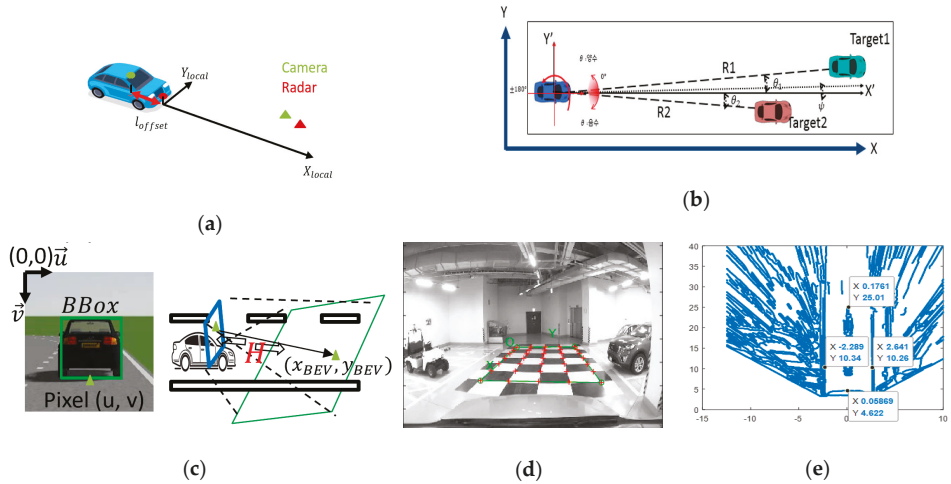 Y_local
Camera
Radar
l_offset
X_local
(a)
Y
Target1
Y'
R1
θ₁
0°
±180°
X'
θ₂
ψ
R2
Target2
X
(b)
(0,0) u⃗
v⃗
BBox
Pixel (u, v)
H
(x_BEV, y_BEV)
(c)
O
Y
X
(d)
40
35
30
25
20
15
10
5
0
X 0.1761
Y 25.01
X -2.289
Y 10.34
X 2.641
Y 10.26
X 0.05869
Y 4.622
-15
-10
-5
0
5
10
(e)